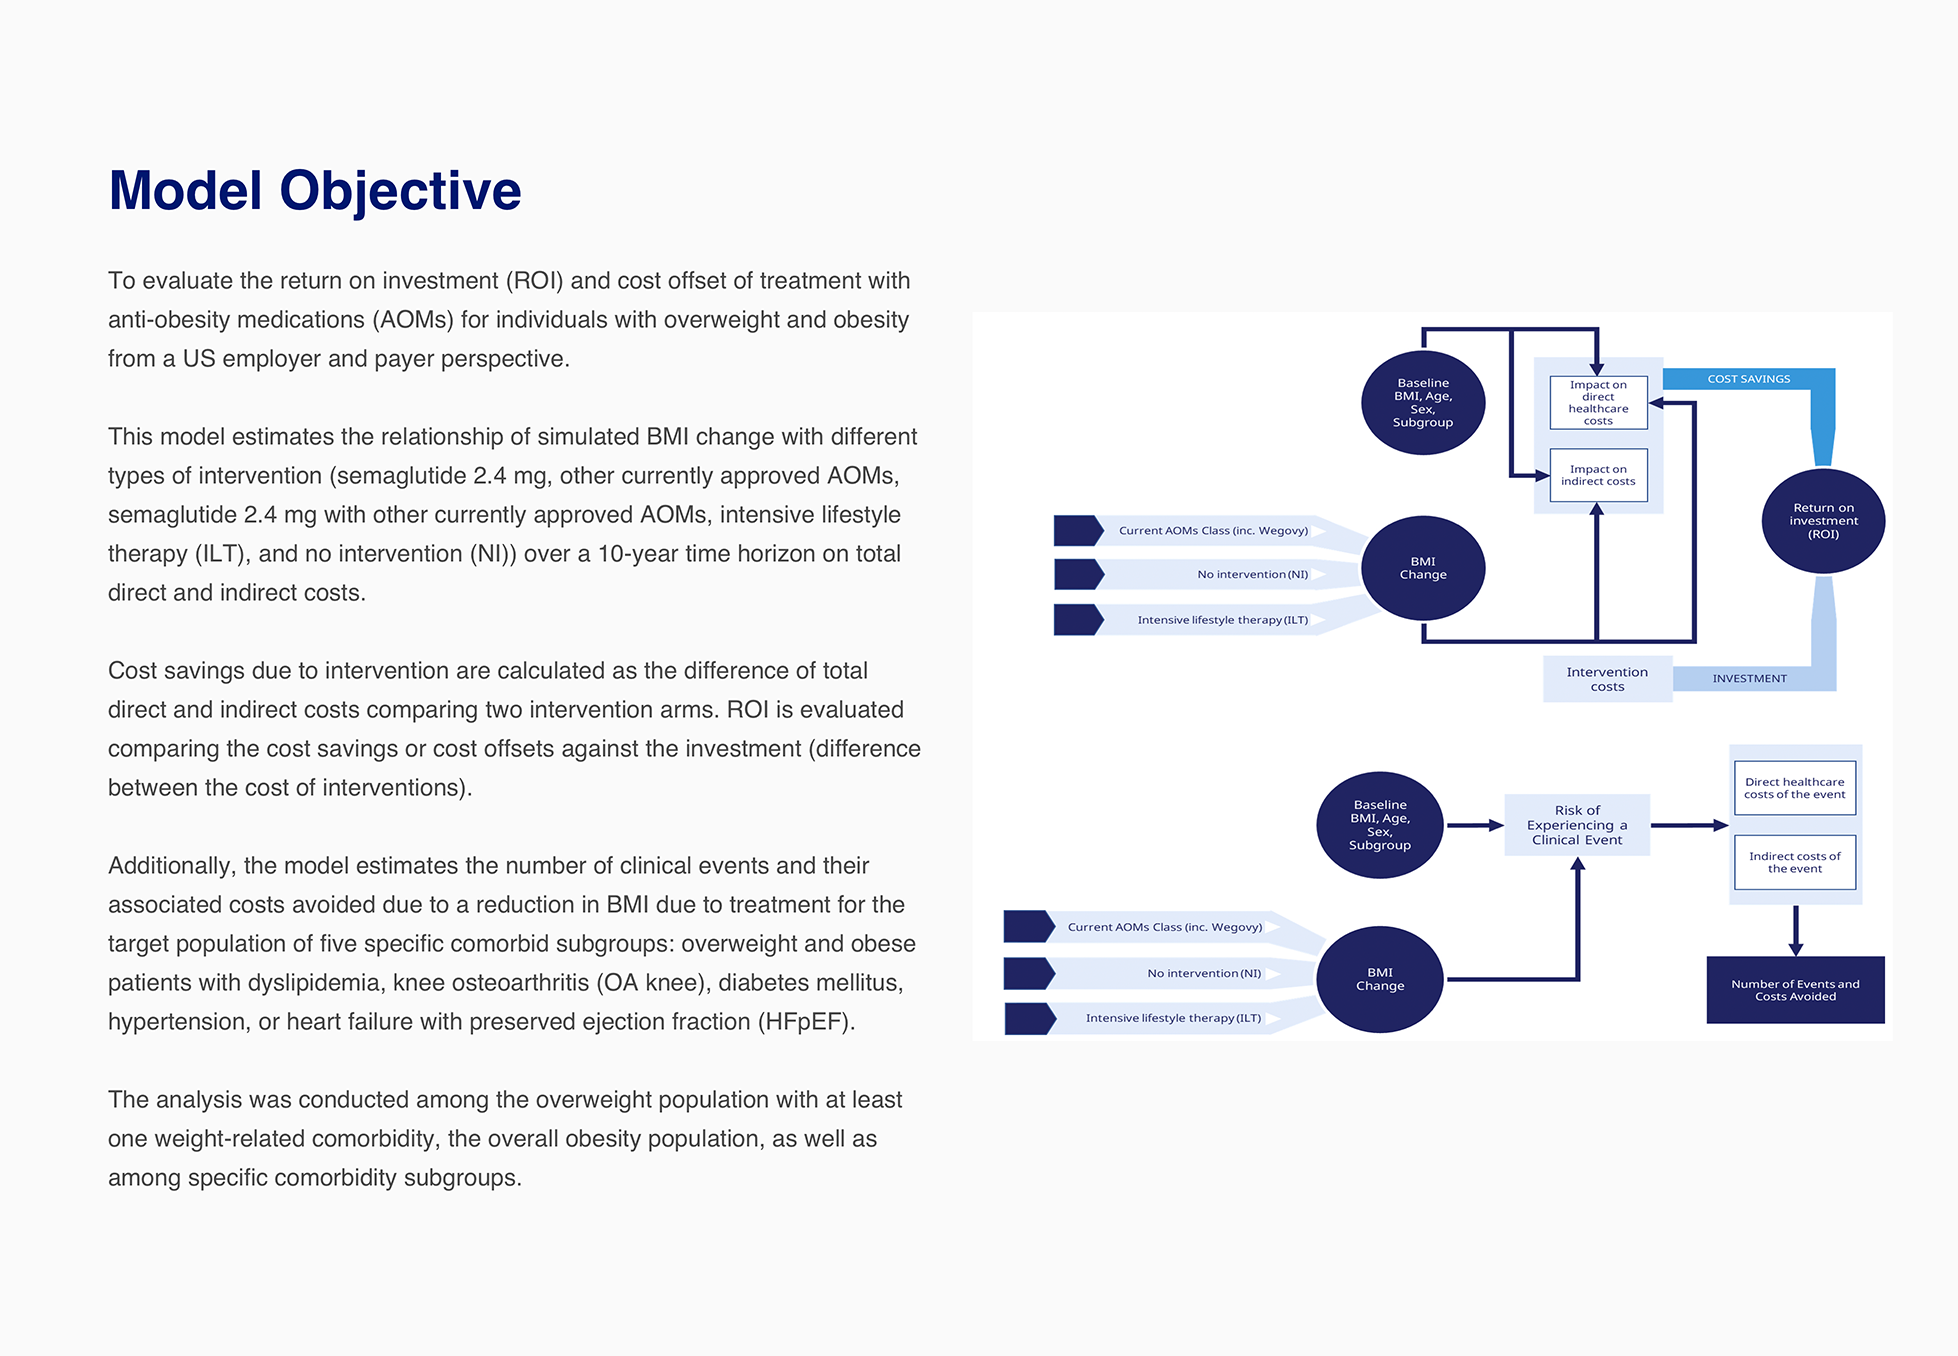 Model Objective
To evaluate the return on investment (ROI) and cost offset of treatment with
anti-obesity medications (AOMs) for individuals with overweight and obesity
from a US employer and payer perspective.
This model estimates the relationship of simulated BMI change with different
types of intervention (semaglutide 2.4 mg, other currently approved AOMs,
semaglutide 2.4 mg with other currently approved AOMs, intensive lifestyle
therapy (ILT), and no intervention (NI)) over a 10-year time horizon on total
direct and indirect costs.
Cost savings due to intervention are calculated as the difference of total
direct and indirect costs comparing two intervention arms. ROI is evaluated
comparing the cost savings or cost offsets against the investment (difference
between the cost of interventions).
Additionally, the model estimates the number of clinical events and their
associated costs avoided due to a reduction in BMI due to treatment for the
target population of five specific comorbid subgroups: overweight and obese
patients with dyslipidemia, knee osteoarthritis (OA knee), diabetes mellitus,
hypertension, or heart failure with preserved ejection fraction (HFpEF).
The analysis was conducted among the overweight population with at least
one weight-related comorbidity, the overall obesity population, as well as
among specific comorbidity subgroups.
Baseline
BMI, Age,
Sex,
Subgroup
Impact on
direct
healthcare
costs
Impact on
indirect costs
COST SAVINGS
Return on
investment
(ROI)
Current AOMs Class (inc. Wegovy)
No intervention (NI)
Intensive lifestyle therapy (ILT)
BMI
Change
Intervention
costs
INVESTMENT
Baseline
BMI, Age,
Sex,
Subgroup
Risk of
Experiencing a
Clinical Event
Direct healthcare
costs of the event
Indirect costs of
the event
Current AOMs Class (inc. Wegovy)
No intervention (NI)
Intensive lifestyle therapy (ILT)
BMI
Change
Number of Events and
Costs Avoided